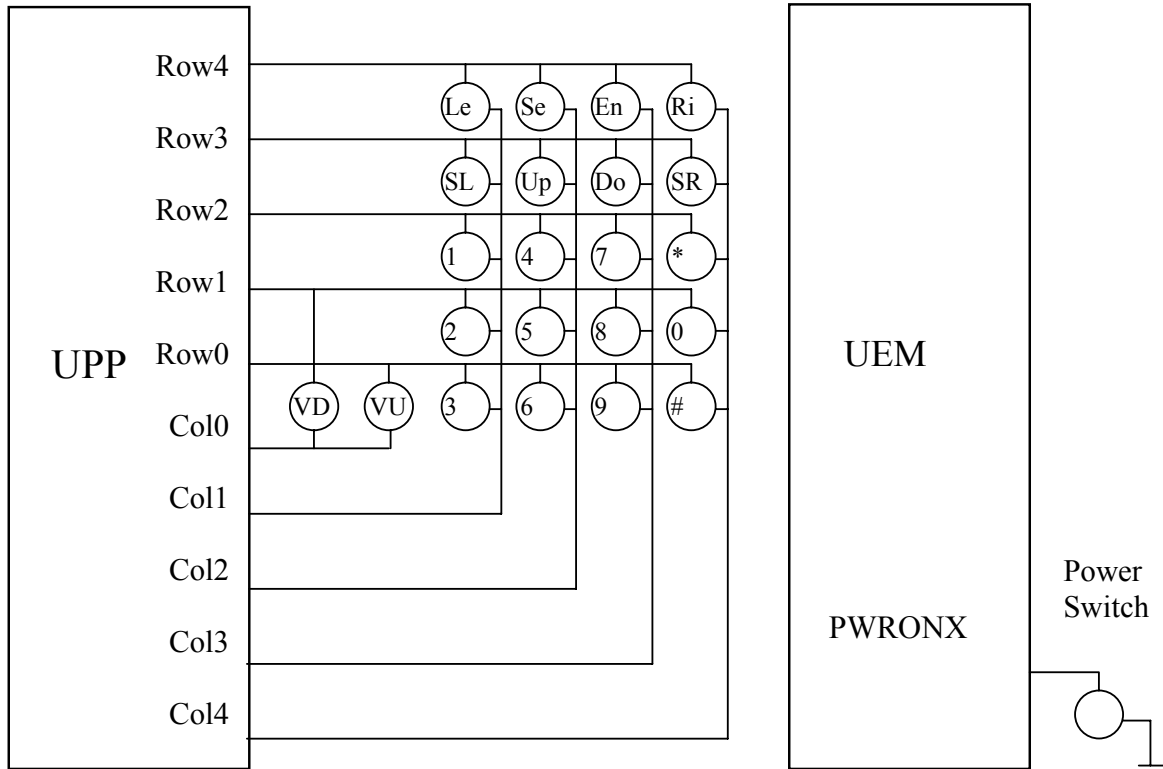 Row4
Le Se En Ri
Row3
SL Up Do SR
Row2
1 4 7 *
Row1
2 5 8 0
UPP
Row0
UEM
VD VU 3 6 9 #
Col0
Col1
Col2
Power
Switch
Col3
PWRONX
Col4